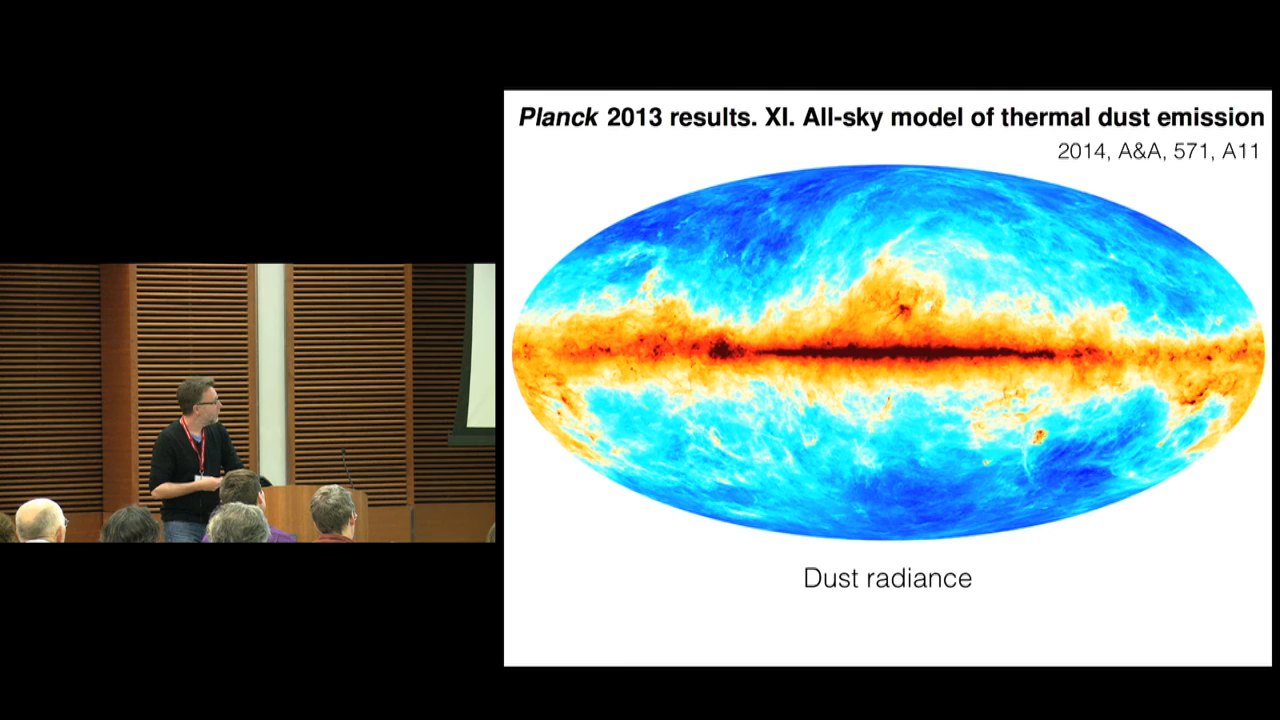 Planck 2013 results. XI. All-sky model of thermal dust emission
2014, A&A, 571, A11
Dust radiance